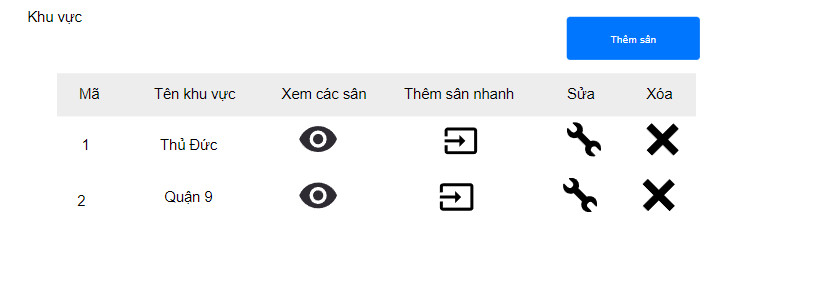 Khu vực
Thêm sân
Mã Tên khu vực Xem các sân Thêm sân nhanh Sửa Xóa
1 Thủ Đức
2 Quận 9